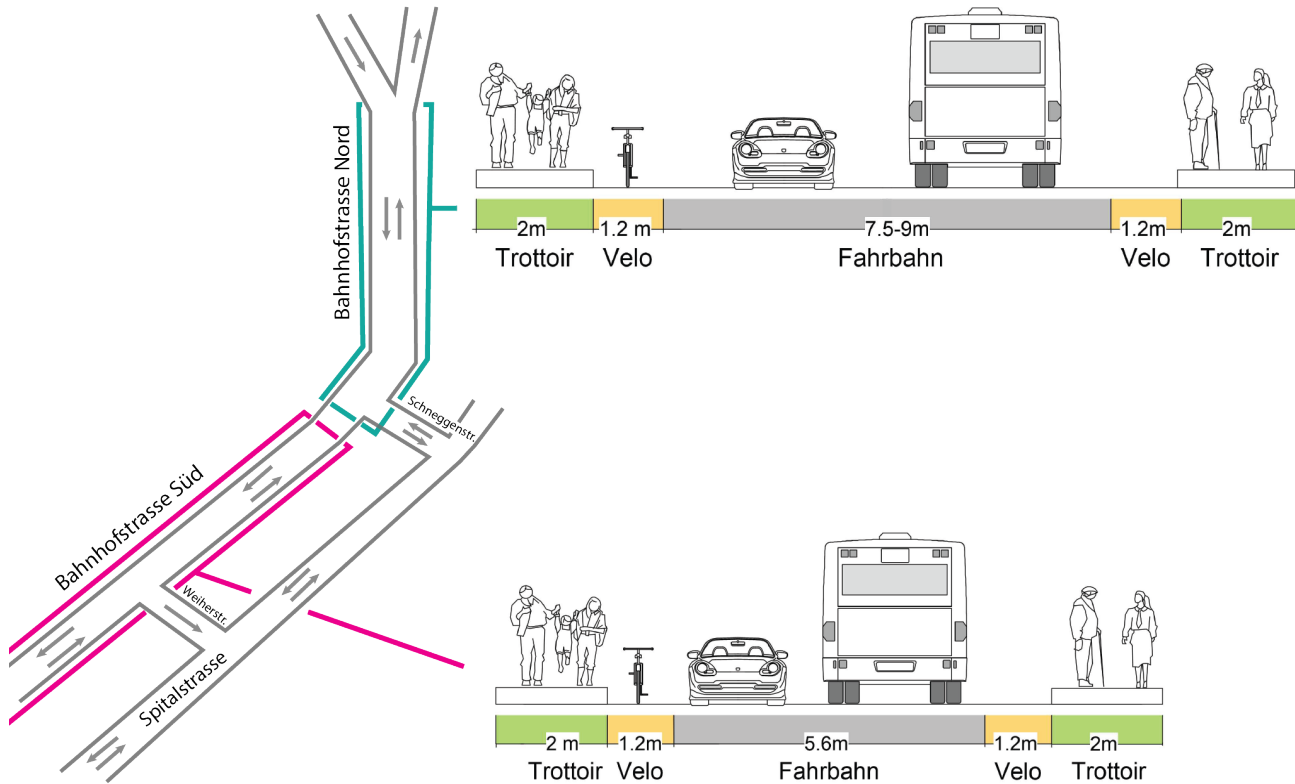 Bahnhofstrasse Nord
2m
1.2 m
7.5-9m
1.2m
2m
Trottoir
Velo
Fahrbahn
Velo
Trottoir
Schneggenstr.
Bahnhofstrasse Süd
Weiherstr.
Spitalstrasse
2 m
1.2m
5.6m
1.2m
2m
Trottoir
Velo
Fahrbahn
Velo
Trottoir